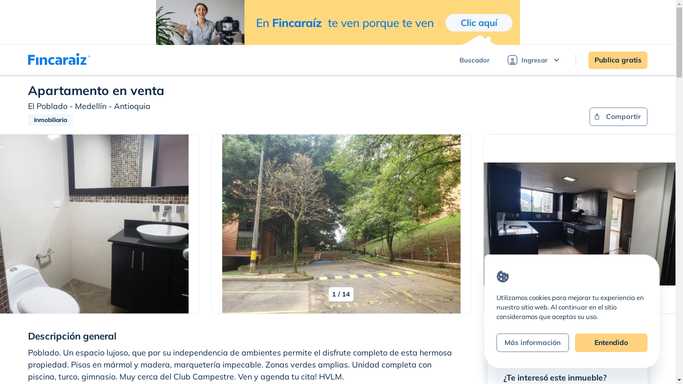 En Fincaraíz te ven porque te ven
Clic aquí
Fincaraíz
Buscador
Ingresar
Publica gratis
Apartamento en venta
El Poblado - Medellín - Antioquia
Inmobiliaria
Compartir
1 / 14
Descripción general
Poblado. Un espacio lujoso, que por su independencia de ambientes permite el disfrute completo de esta hermosa
propiedad. Pisos en mármol y madera, marquetería impecable. Zonas verdes amplias. Unidad completa con
piscina, turco, gimnasio. Muy cerca del Club Campestre. Ven y agenda tu cita! HVLM.
Utilizamos cookies para mejorar tu experiencia en
nuestro sitio web. Al continuar en el sitio
consideramos que aceptas su uso.
Más información
Entendido
¿Te interesó este inmueble?